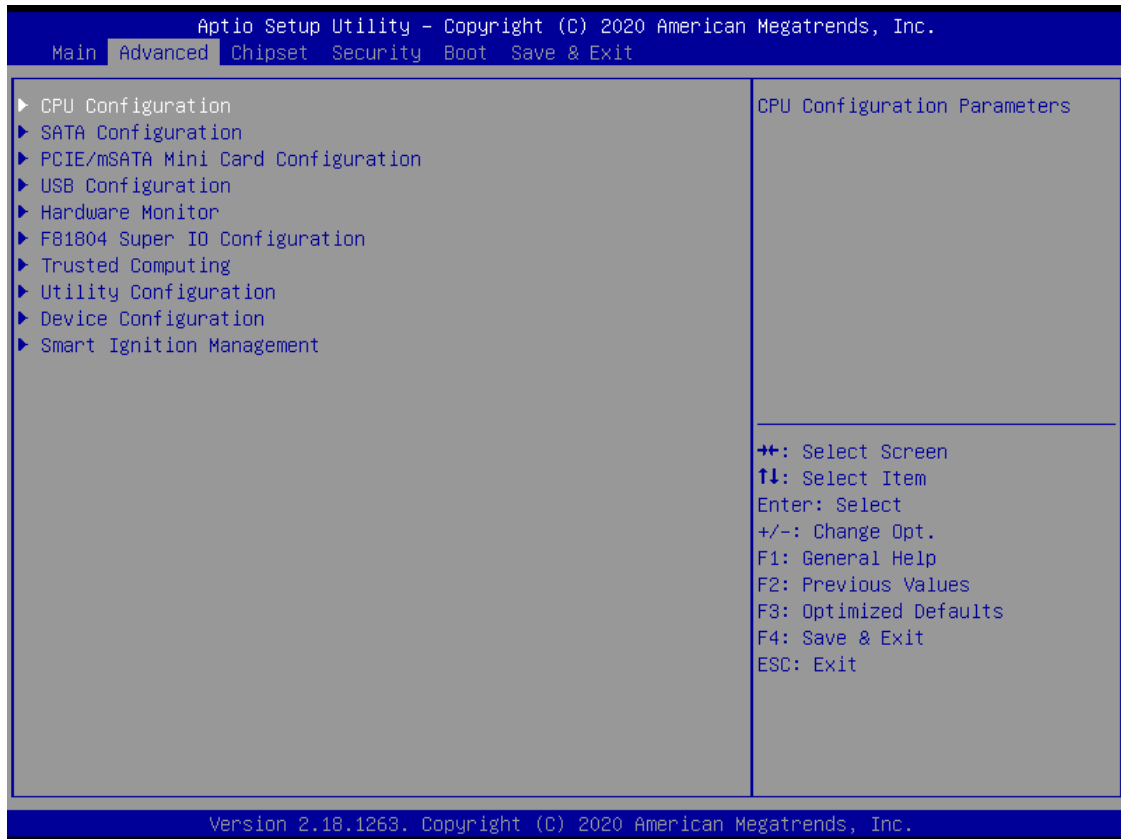 Aptio Setup Utility – Copyright (C) 2020 American Megatrends, Inc.
Main Advanced Chipset Security Boot Save & Exit
▶ CPU Configuration
▶ SATA Configuration
▶ PCIE/mSATA Mini Card Configuration
▶ USB Configuration
▶ Hardware Monitor
▶ F81804 Super IO Configuration
▶ Trusted Computing
▶ Utility Configuration
▶ Device Configuration
▶ Smart Ignition Management
CPU Configuration Parameters
→←: Select Screen
↑↓: Select Item
Enter: Select
+/-: Change Opt.
F1: General Help
F2: Previous Values
F3: Optimized Defaults
F4: Save & Exit
ESC: Exit
Version 2.18.1263. Copyright (C) 2020 American Megatrends, Inc.